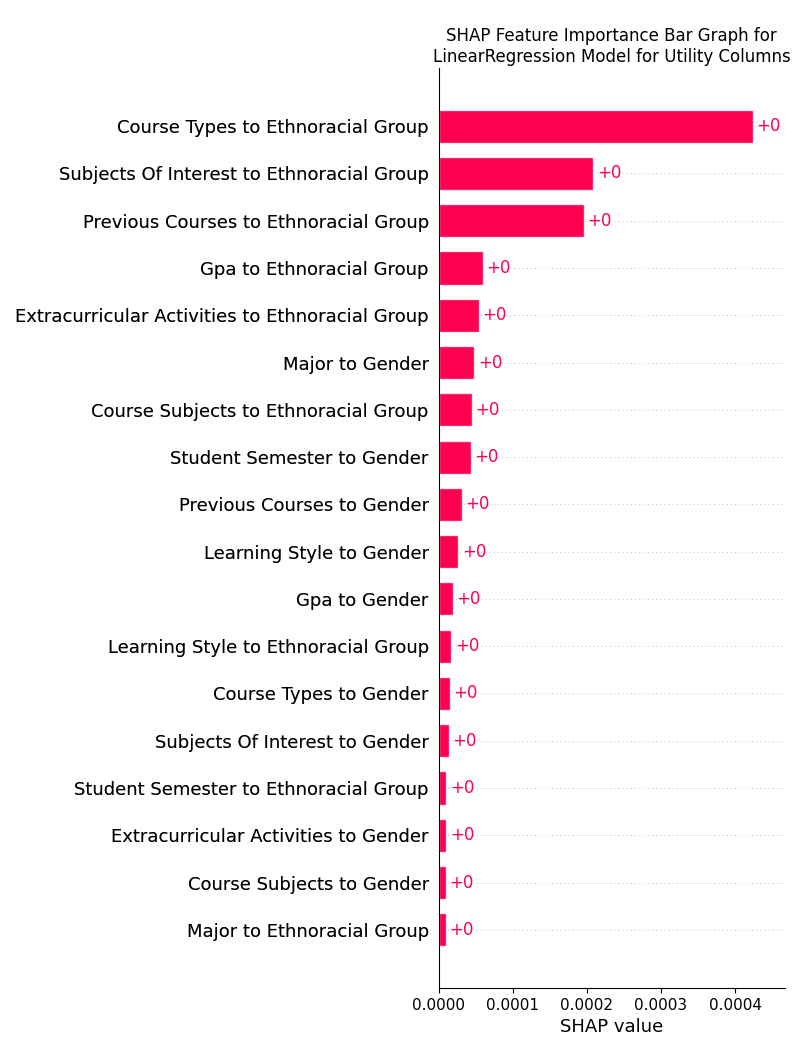 SHAP Feature Importance Bar Graph for
LinearRegression Model for Utility Columns
Course Types to Ethnoracial Group +0
Subjects Of Interest to Ethnoracial Group +0
Previous Courses to Ethnoracial Group +0
Gpa to Ethnoracial Group +0
Extracurricular Activities to Ethnoracial Group +0
Major to Gender +0
Course Subjects to Ethnoracial Group +0
Student Semester to Gender +0
Previous Courses to Gender +0
Learning Style to Gender +0
Gpa to Gender +0
Learning Style to Ethnoracial Group +0
Course Types to Gender +0
Subjects Of Interest to Gender +0
Student Semester to Ethnoracial Group +0
Extracurricular Activities to Gender +0
Course Subjects to Gender +0
Major to Ethnoracial Group +0
0.0000 0.0001 0.0002 0.0003 0.0004
SHAP value